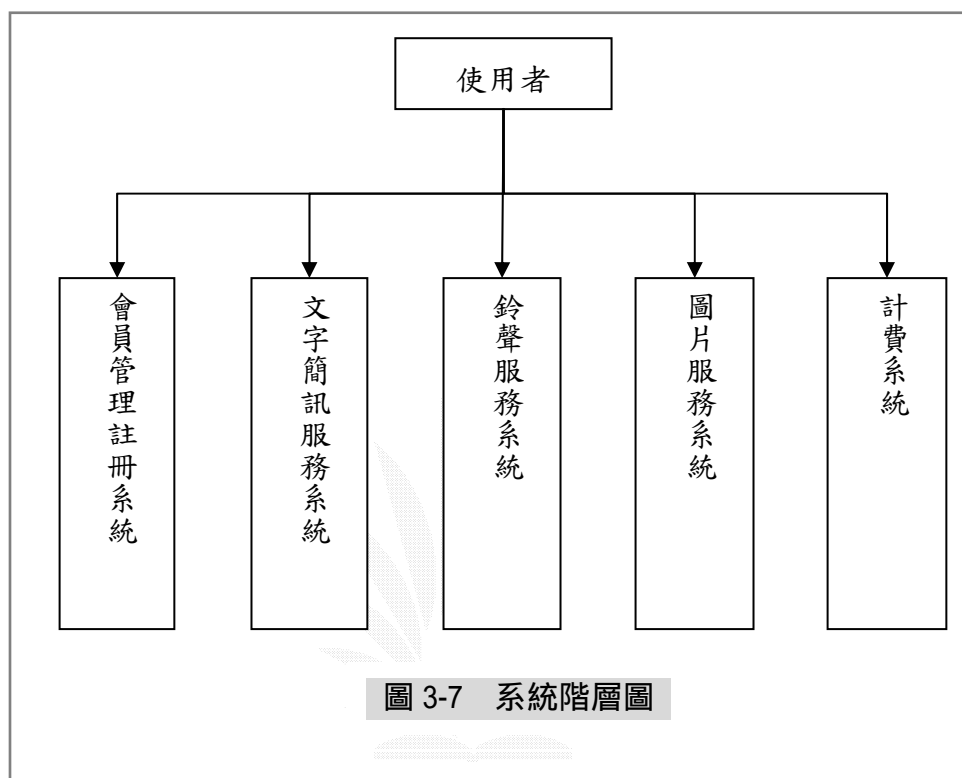 使用者
會員管理註冊系統
文字簡訊服務系統
鈴聲服務系統
圖片服務系統
計費系統
圖 3-7 系統階層圖